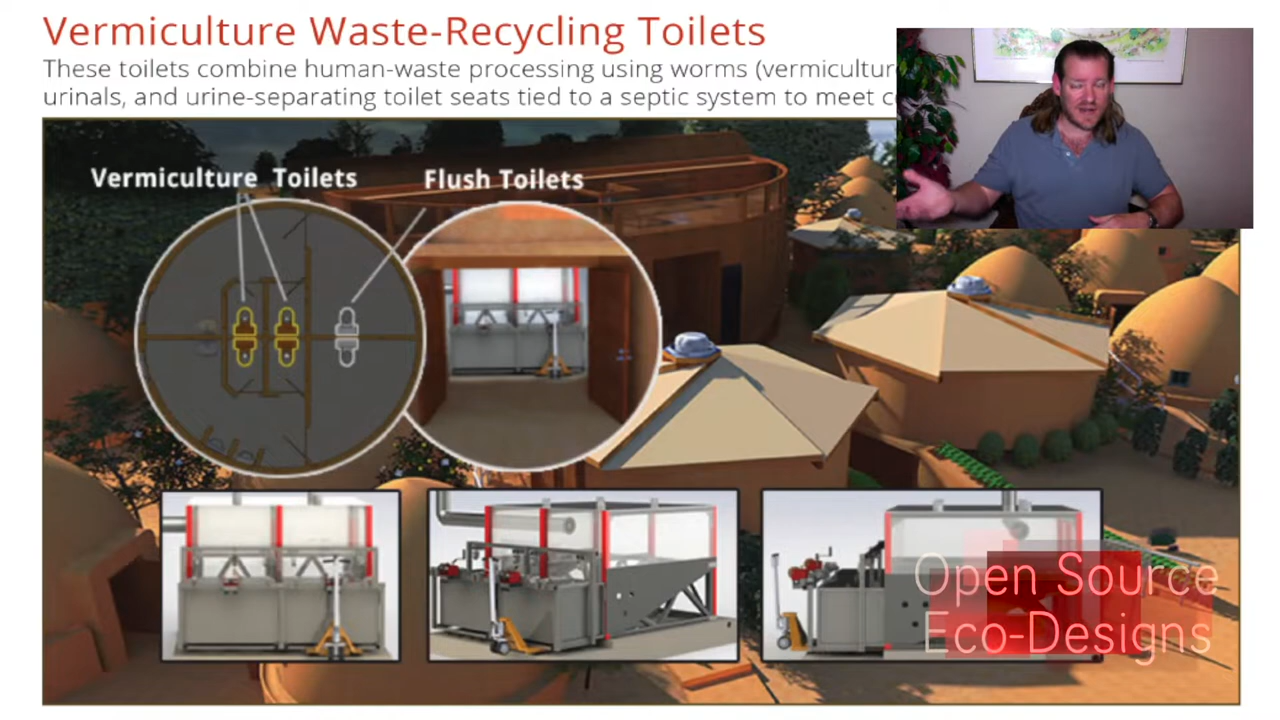 Vermiculture Waste-Recycling Toilets
These toilets combine human-waste processing using worms (vermiculture
urinals, and urine-separating toilet seats tied to a septic system to meet
Vermiculture Toilets
Flush Toilets
Open Source
Eco-Designs